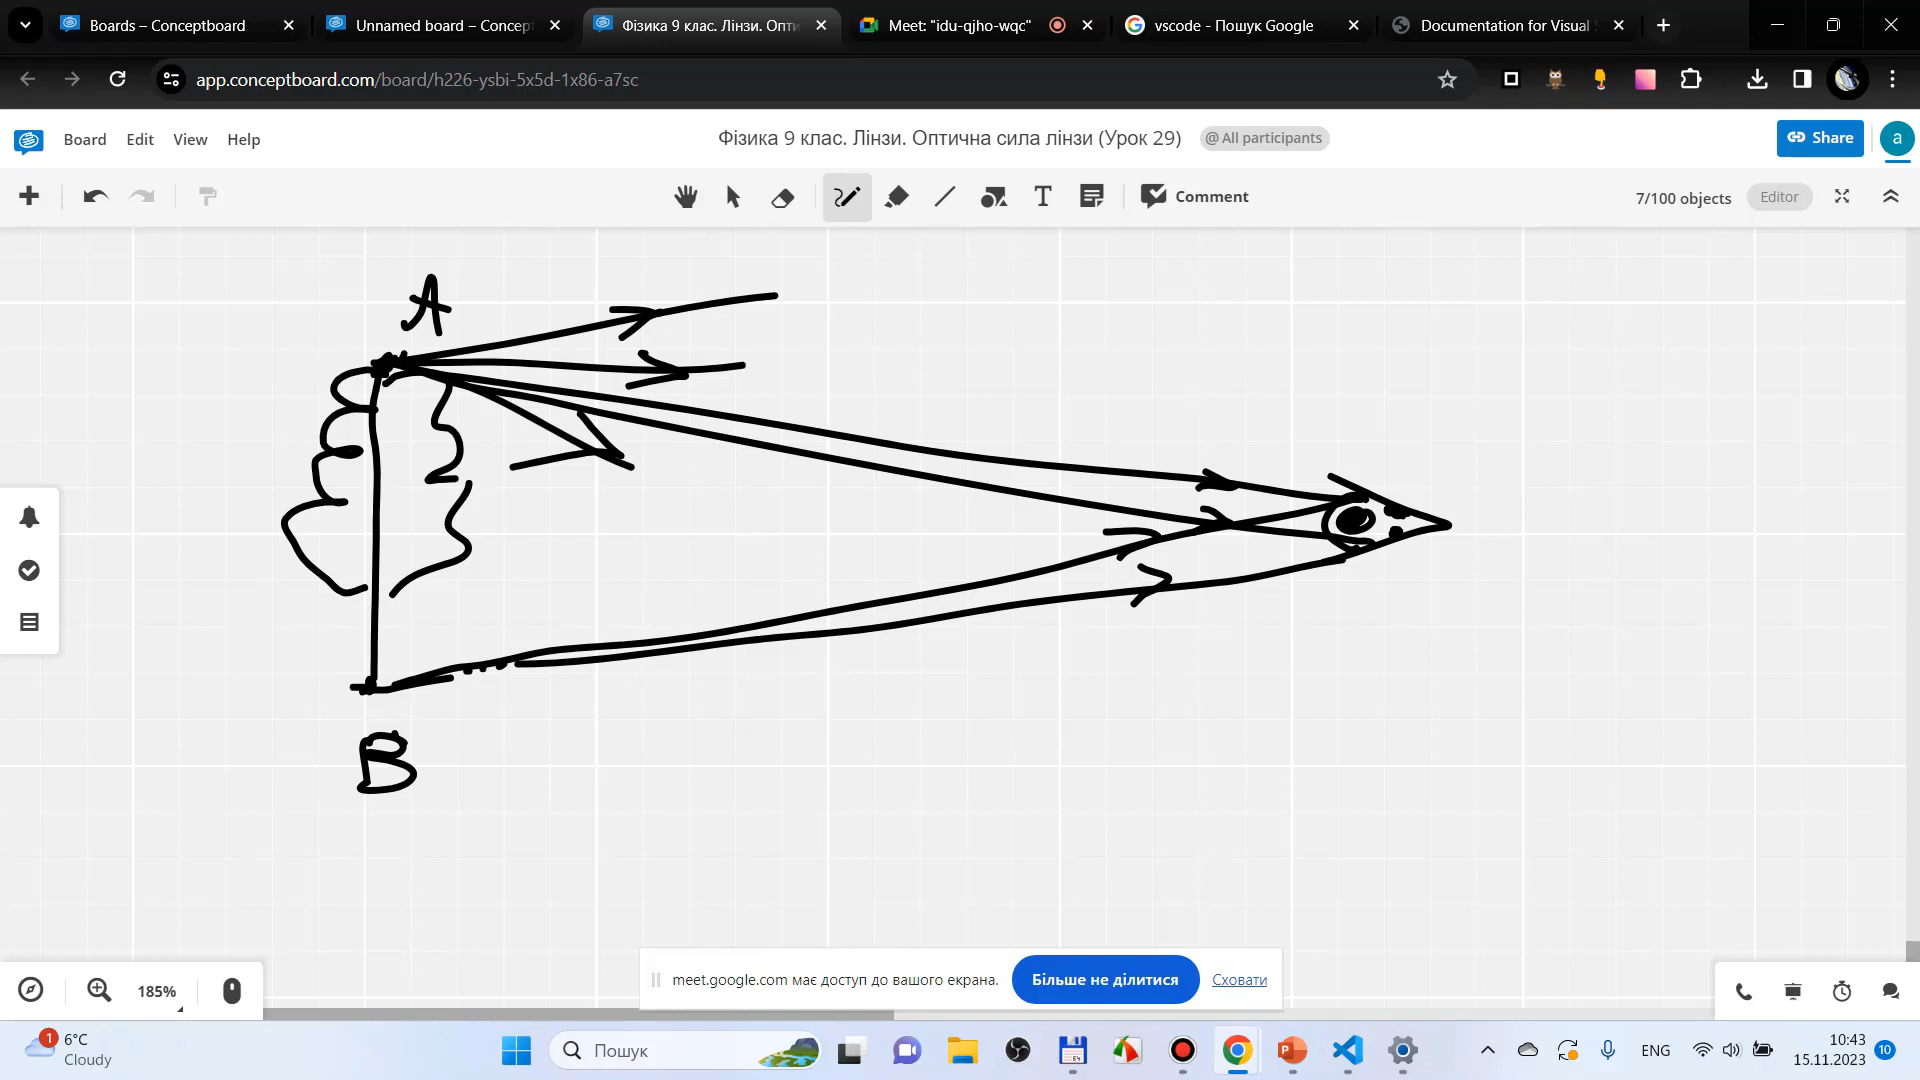 Boards – Conceptboard
Unnamed board – Concep
Фізика 9 клас. Лінзи. Опти
Meet: "idu-qjho-wqc"
vscode - Пошук Google
Documentation for Visual S
app.conceptboard.com/board/h226-ysbi-5x5d-1x86-a7sc
Board Edit View Help
Фізика 9 клас. Лінзи. Оптична сила лінзи (Урок 29)
@ All participants
Share
a
Comment
7/100 objects
Editor
A
B
meet.google.com має доступ до вашого екрана.
Більше не ділитися
Сховати
185%
1
6°C
Cloudy
Пошук
64
ENG
10:43
15.11.2023
10